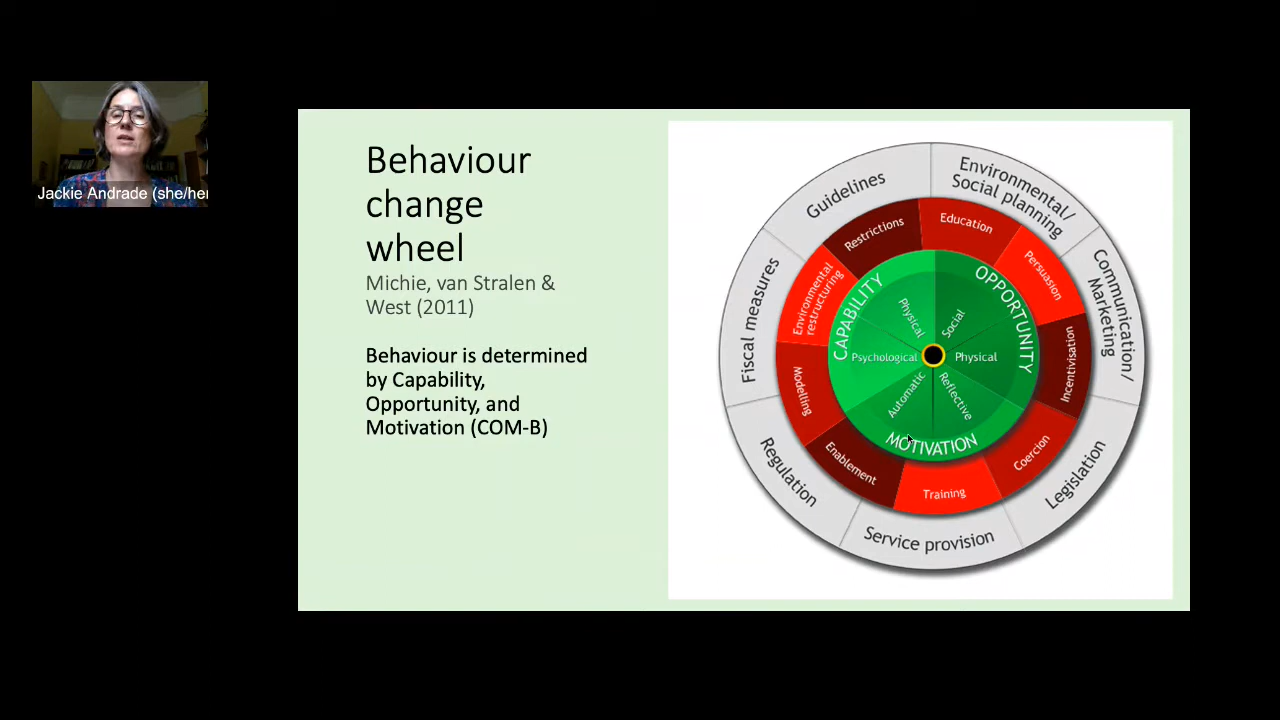 Jackie Andrade (she/her
Behaviour
change
wheel
Michie, van Stralen &
West (2011)
Behaviour is determined
by Capability,
Opportunity, and
Motivation (COM-B)
Guidelines
Environmental/
Social planning
Communication/
Marketing
Legislation
Service provision
Regulation
Fiscal measures
Restrictions
Education
Persuasion
Incentivisation
Coercion
Training
Enablement
Modelling
Environmental
restructuring
CAPABILITY
OPPORTUNITY
MOTIVATION
Physical
Social
Psychological
Physical
Automatic
Reflective